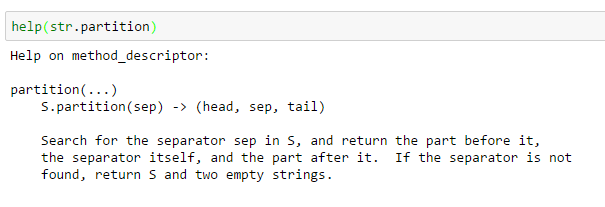 help(str.partition)
Help on method_descriptor:
partition(...)
S.partition(sep) -> (head, sep, tail)
Search for the separator sep in S, and return the part before it,
the separator itself, and the part after it.  If the separator is not
found, return S and two empty strings.